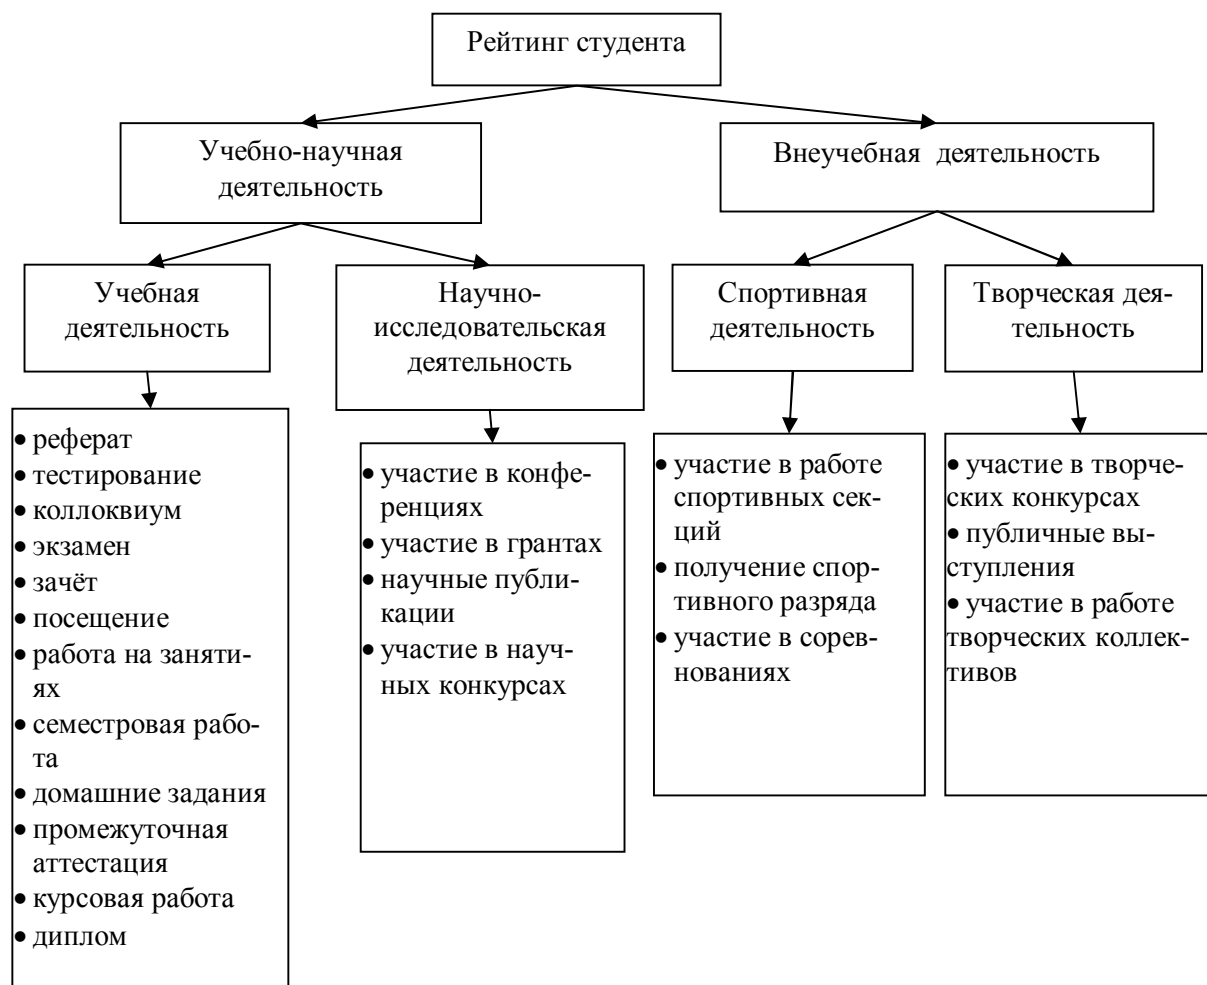 Рейтинг студента
Учебно-научная
деятельность
Внеучебная деятельность
Учебная
деятельность
Научно-
исследовательская
деятельность
Спортивная
деятельность
Творческая дея-
тельность
• реферат
• тестирование
• коллоквиум
• экзамен
• зачёт
• посещение
• работа на заняти-
ях
• семестровая рабо-
та
• домашние задания
• промежуточная
аттестация
• курсовая работа
• диплом
• участие в конфе-
ренциях
• участие в грантах
• научные публи-
кации
• участие в науч-
ных конкурсах
• участие в работе
спортивных сек-
ций
• получение спор-
тивного разряда
• участие в сорев-
нованиях
• участие в творче-
ских конкурсах
• публичные вы-
ступления
• участие в работе
творческих коллек-
тивов